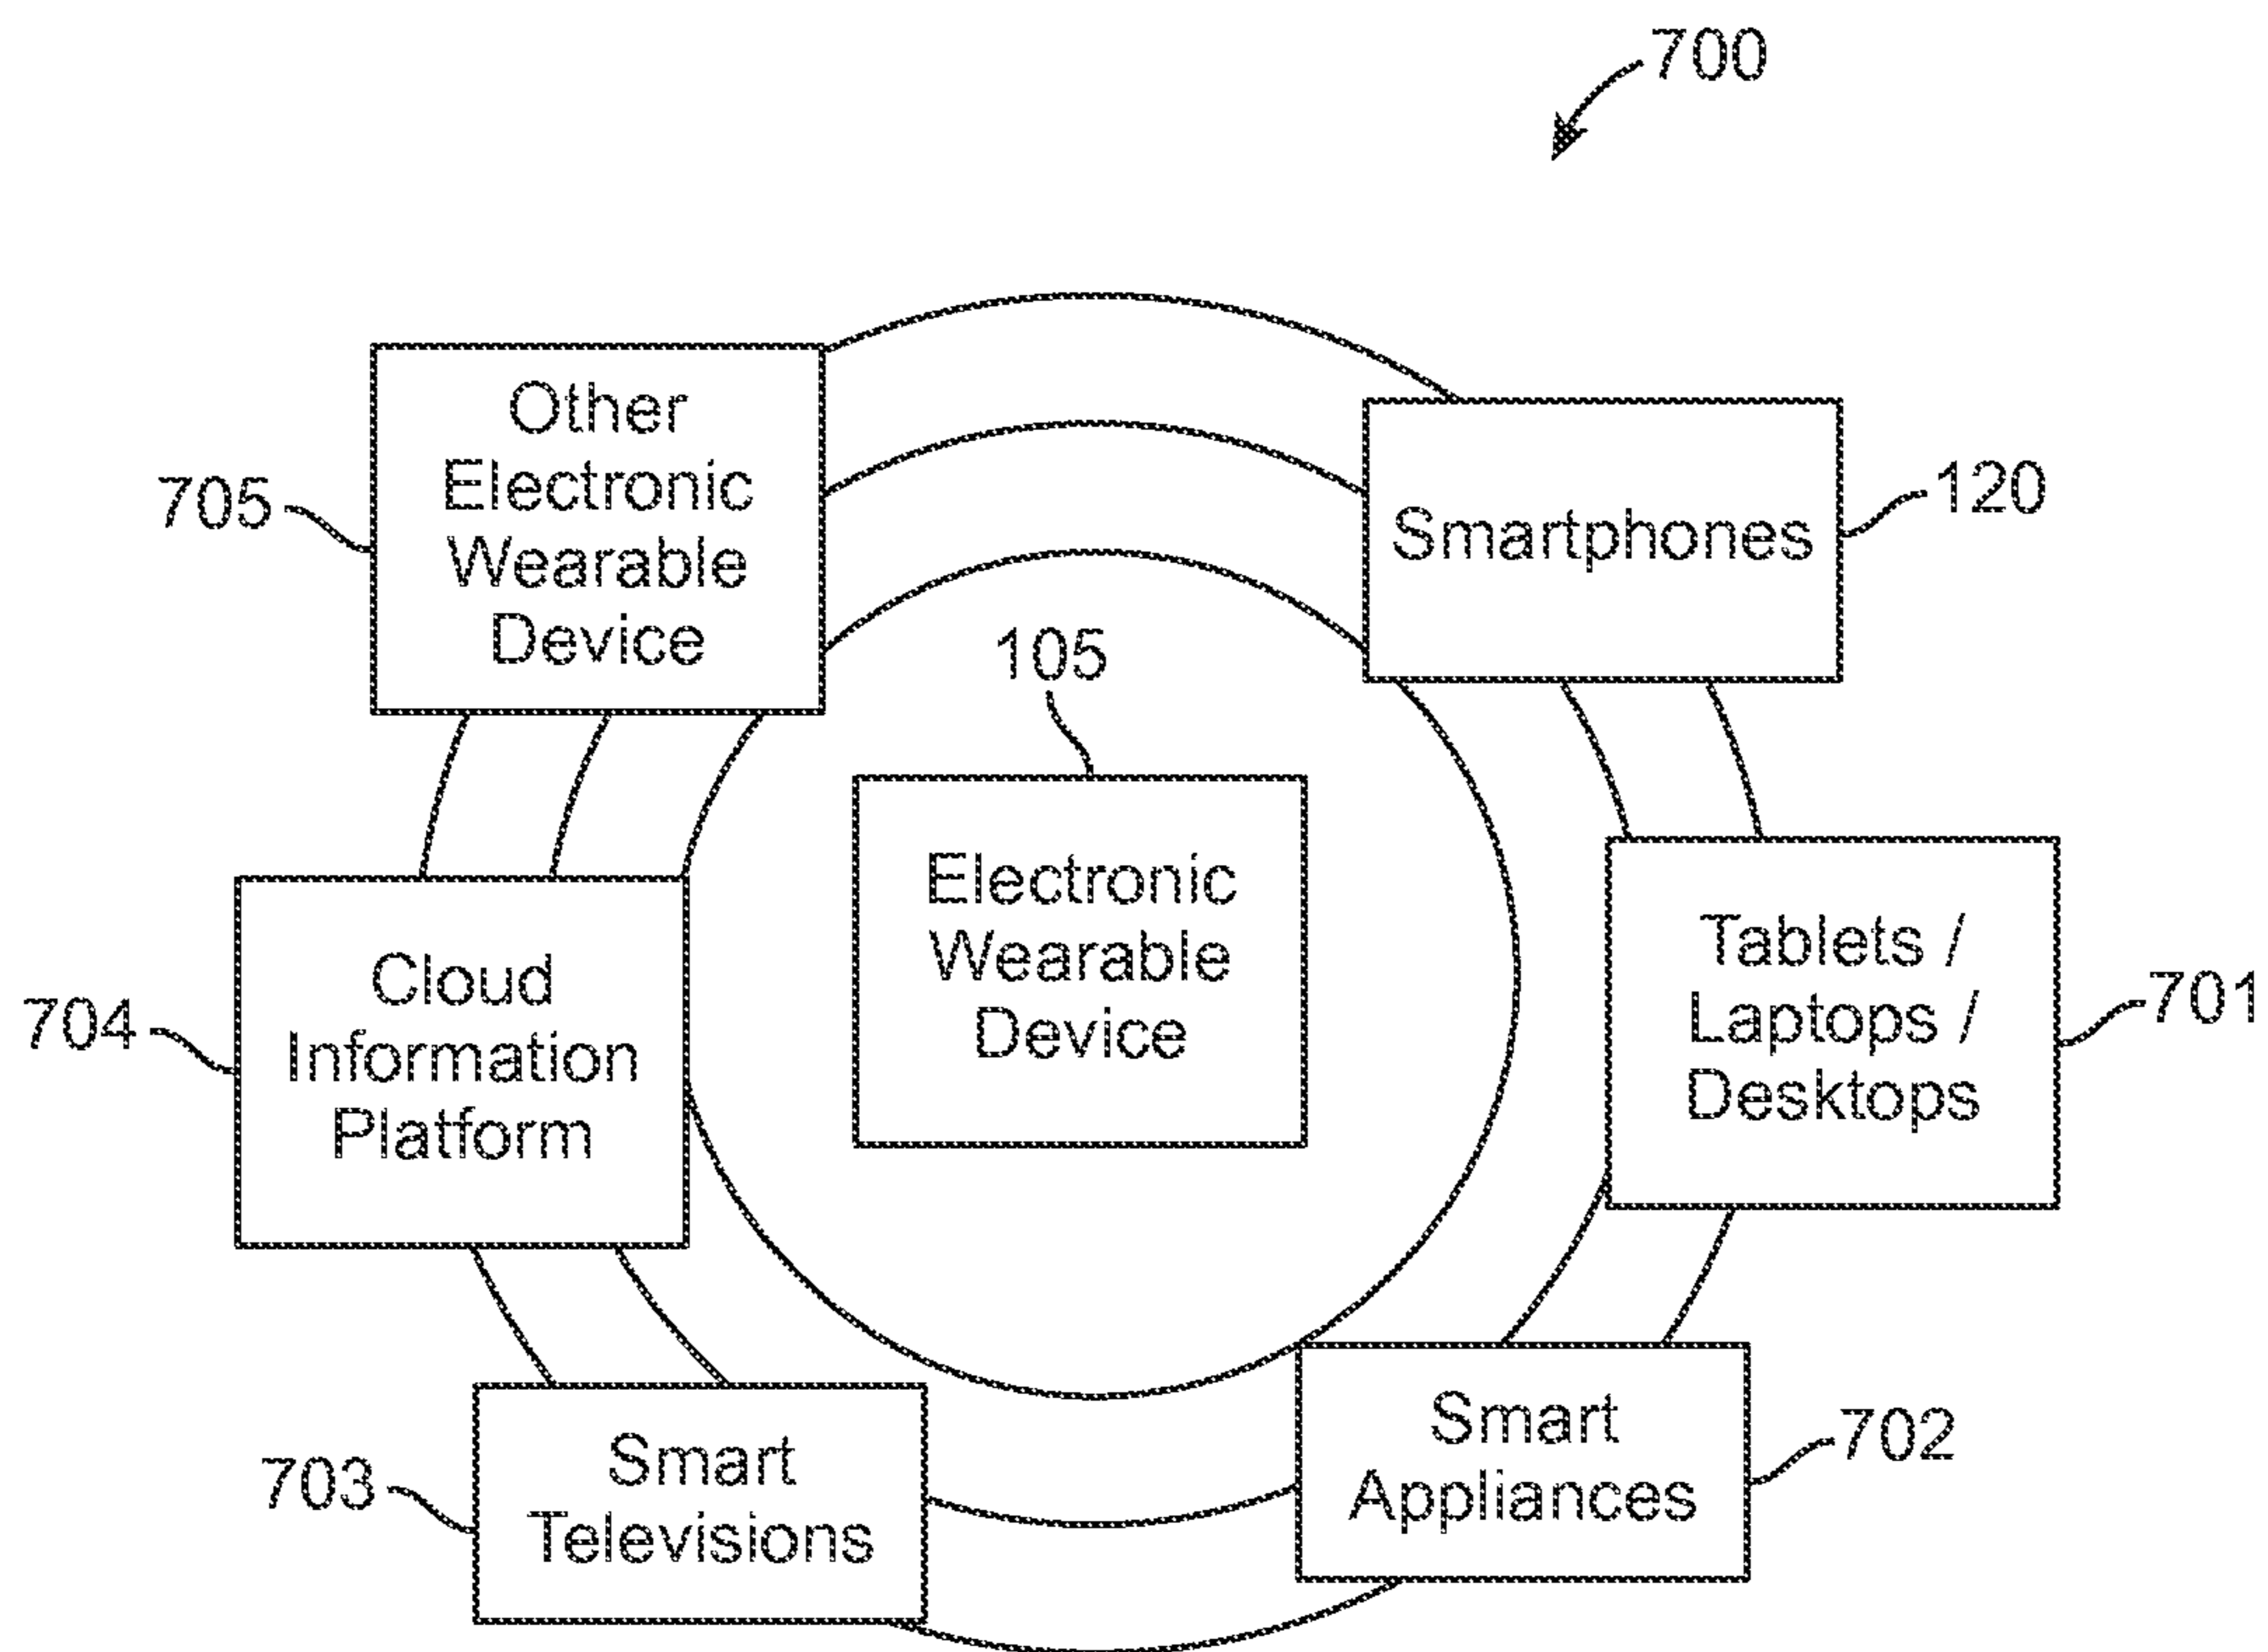 700
Other
Electronic
Wearable
Device
705
Smartphones
120
105
Electronic
Wearable
Device
Tablets /
Laptops /
Desktops
701
Cloud
Information
Platform
704
Smart
Appliances
702
Smart
Televisions
703